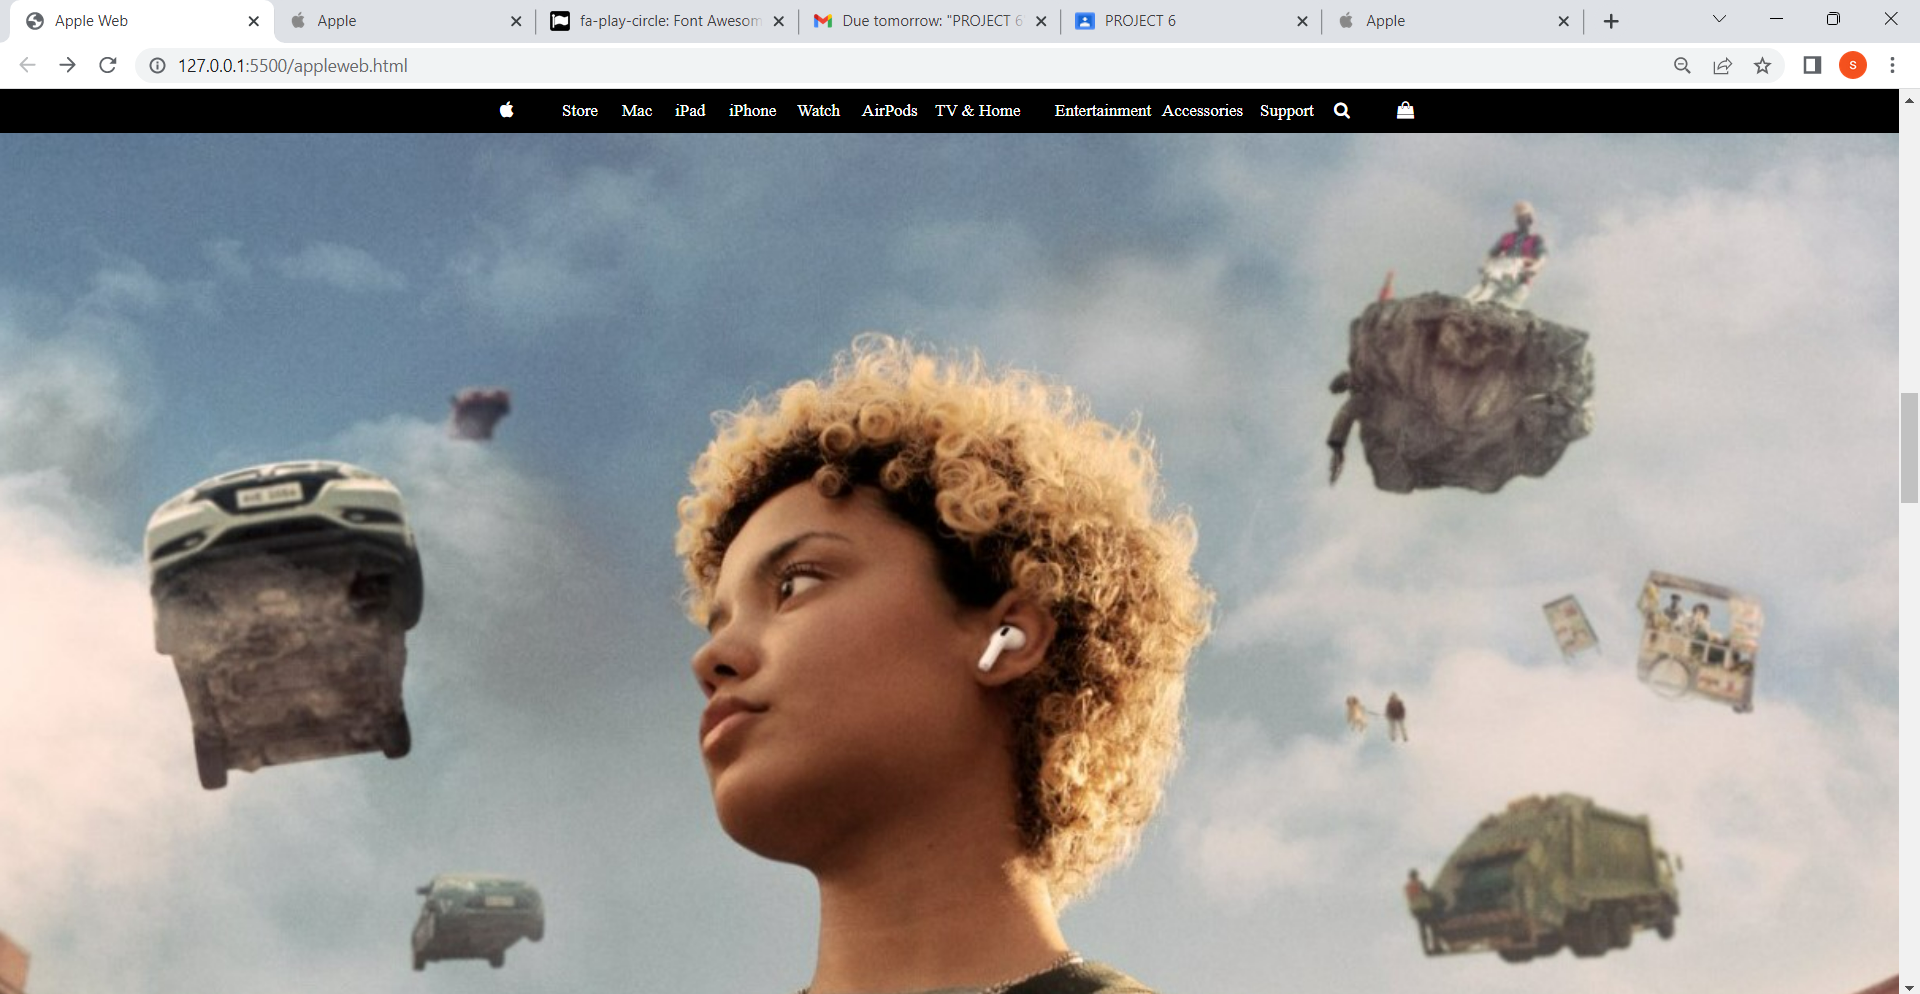 Apple Web
Apple
fa-play-circle: Font Awesom
Due tomorrow: "PROJECT 6
PROJECT 6
Apple
127.0.0.1:5500/appleweb.html
S
Store Mac iPad iPhone Watch AirPods TV & Home Entertainment Accessories Support